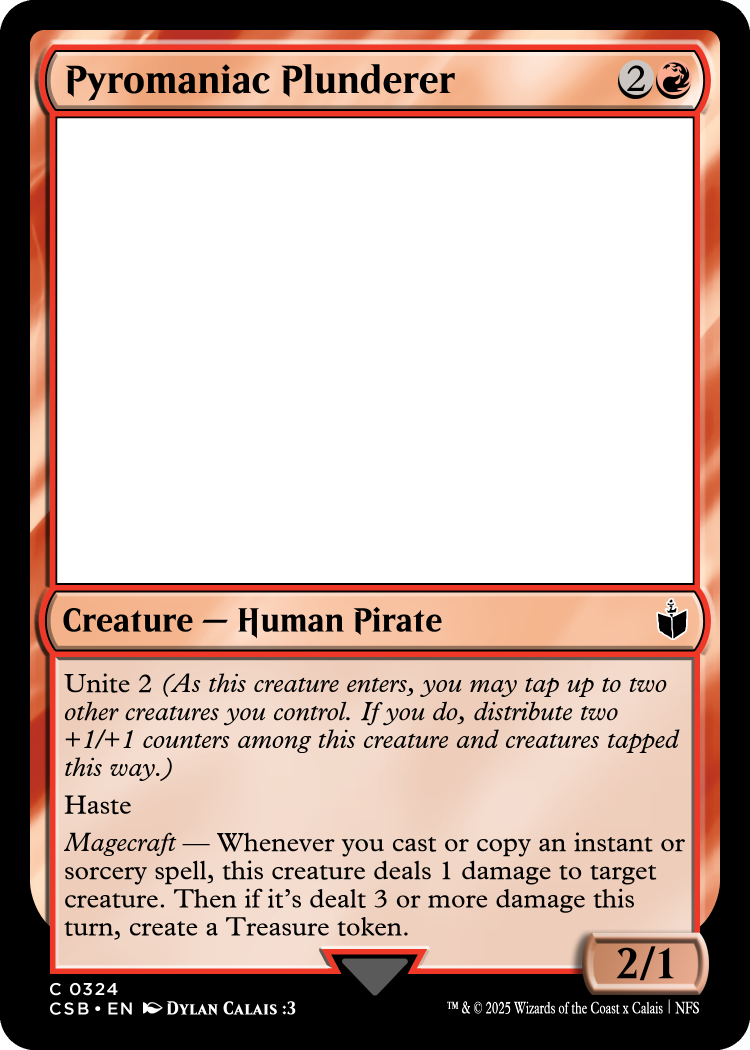 Pyromaniac Plunderer 2
Creature — Human Pirate
Unite 2 (As this creature enters, you may tap up to two
other creatures you control. If you do, distribute two
+1/+1 counters among this creature and creatures tapped
this way.)
Haste
Magecraft — Whenever you cast or copy an instant or
sorcery spell, this creature deals 1 damage to target
creature. Then if it's dealt 3 or more damage this
turn, create a Treasure token.
2/1
C 0324
CSB • EN DYLAN CALAIS :3
™ & © 2025 Wizards of the Coast x Calais | NFS